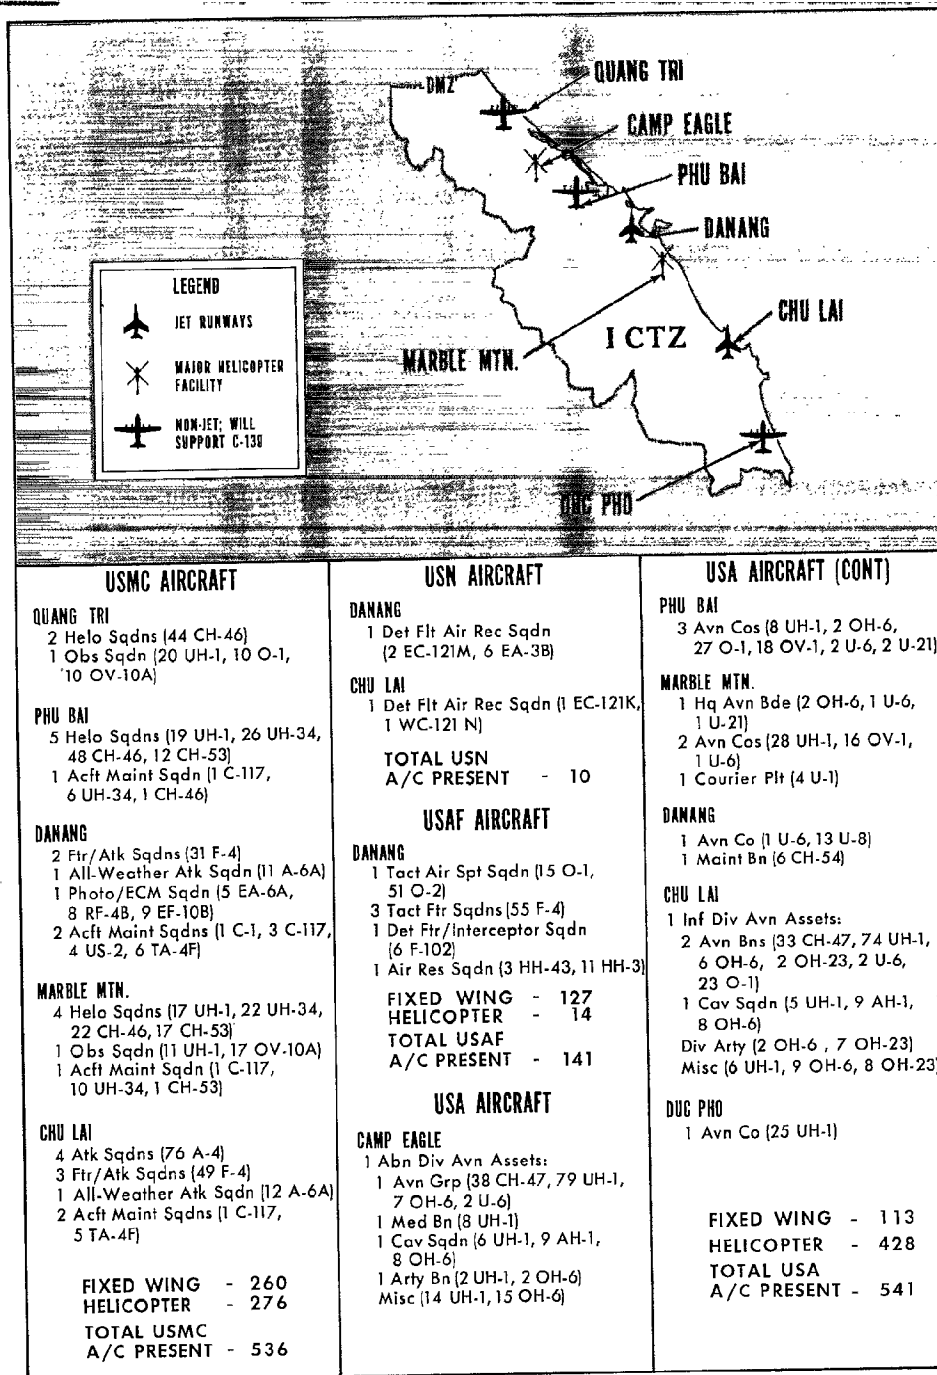 DMZ
QUANG TRI
CAMP EAGLE
PHU BAI
DANANG
CHU LAI
I CTZ
MARBLE MTN.
DUC PHO
LEGEND
JET RUNWAYS
MAJOR HELICOPTER
FACILITY
NON-JET; WILL
SUPPORT C-130
USMC AIRCRAFT
QUANG TRI
2 Helo Sqdns (44 CH-46)
1 Obs Sqdn (20 UH-1, 10 O-1,
10 OV-10A)
PHU BAI
5 Helo Sqdns (19 UH-1, 26 UH-34,
48 CH-46, 12 CH-53)
1 Acft Maint Sqdn (1 C-117,
6 UH-34, 1 CH-46)
DANANG
2 Ftr/Atk Sqdns (31 F-4)
1 All-Weather Atk Sqdn (11 A-6A)
1 Photo/ECM Sqdn (5 EA-6A,
8 RF-4B, 9 EF-10B)
2 Acft Maint Sqdns (1 C-1, 3 C-117,
4 US-2, 6 TA-4F)
MARBLE MTN.
4 Helo Sqdns (17 UH-1, 22 UH-34,
22 CH-46, 17 CH-53)
1 Obs Sqdn (11 UH-1, 17 OV-10A)
1 Acft Maint Sqdn (1 C-117,
10 UH-34, 1 CH-53)
CHU LAI
4 Atk Sqdns (76 A-4)
3 Ftr/Atk Sqdns (49 F-4)
1 All-Weather Atk Sqdn (12 A-6A)
2 Acft Maint Sqdns (1 C-117,
5 TA-4F)
FIXED WING - 260
HELICOPTER - 276
TOTAL USMC
A/C PRESENT - 536
USN AIRCRAFT
DANANG
1 Det Flt Air Rec Sqdn
(2 EC-121M, 6 EA-3B)
CHU LAI
1 Det Flt Air Rec Sqdn (1 EC-121K,
1 WC-121 N)
TOTAL USN
A/C PRESENT - 10
USAF AIRCRAFT
DANANG
1 Tact Air Spt Sqdn (15 O-1,
51 O-2)
3 Tact Ftr Sqdns (55 F-4)
1 Det Ftr/Interceptor Sqdn
(6 F-102)
1 Air Res Sqdn (3 HH-43, 11 HH-3)
FIXED WING - 127
HELICOPTER - 14
TOTAL USAF
A/C PRESENT - 141
USA AIRCRAFT
CAMP EAGLE
1 Abn Div Avn Assets:
1 Avn Grp (38 CH-47, 79 UH-1,
7 OH-6, 2 U-6)
1 Med Bn (8 UH-1)
1 Cav Sqdn (6 UH-1, 9 AH-1,
8 OH-6)
1 Arty Bn (2 UH-1, 2 OH-6)
Misc (14 UH-1, 15 OH-6)
USA AIRCRAFT (CONT)
PHU BAI
3 Avn Cos (8 UH-1, 2 OH-6,
27 O-1, 18 OV-1, 2 U-6, 2 U-21)
MARBLE MTN.
1 Hq Avn Bde (2 OH-6, 1 U-6,
1 U-21)
2 Avn Cos (28 UH-1, 16 OV-1,
1 U-6)
1 Courier Plt (4 U-1)
DANANG
1 Avn Co (1 U-6, 13 U-8)
1 Maint Bn (6 CH-54)
CHU LAI
1 Inf Div Avn Assets:
2 Avn Bns (33 CH-47, 74 UH-1,
6 OH-6, 2 OH-23, 2 U-6,
23 O-1)
1 Cav Sqdn (5 UH-1, 9 AH-1,
8 OH-6)
Div Arty (2 OH-6 , 7 OH-23)
Misc (6 UH-1, 9 OH-6, 8 OH-23)
DUC PHO
1 Avn Co (25 UH-1)
FIXED WING - 113
HELICOPTER - 428
TOTAL USA
A/C PRESENT - 541